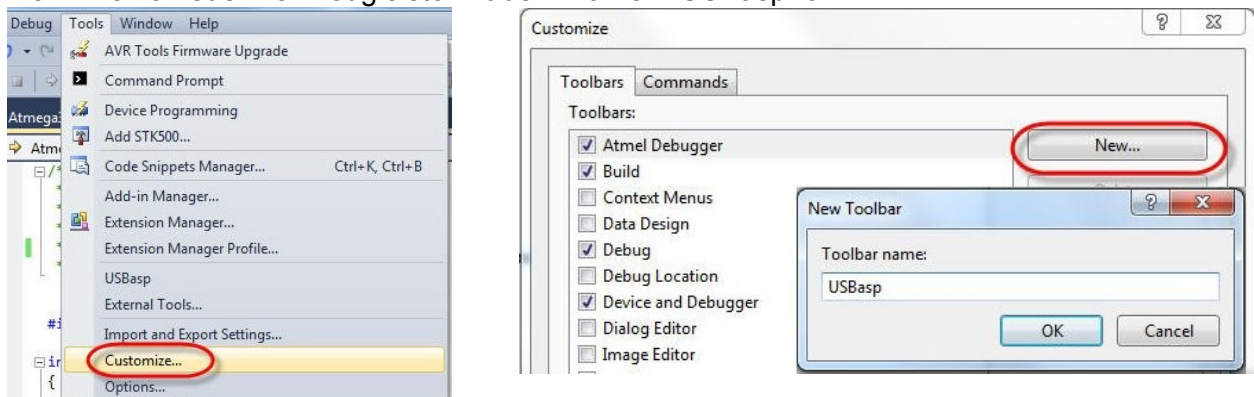 Debug Tools Window Help
AVR Tools Firmware Upgrade
Command Prompt
Device Programming
Add STK500...
Code Snippets Manager... Ctrl+K, Ctrl+B
Add-in Manager...
Extension Manager...
Extension Manager Profile...
USBasp
External Tools...
Import and Export Settings...
Customize...
Options...
Atmega
Atm
#i
in
{
Customize
Toolbars Commands
Toolbars:
Atmel Debugger
Build
Context Menus
Data Design
Debug
Debug Location
Device and Debugger
Dialog Editor
Image Editor
New...
New Toolbar
Toolbar name:
USBasp
OK Cancel